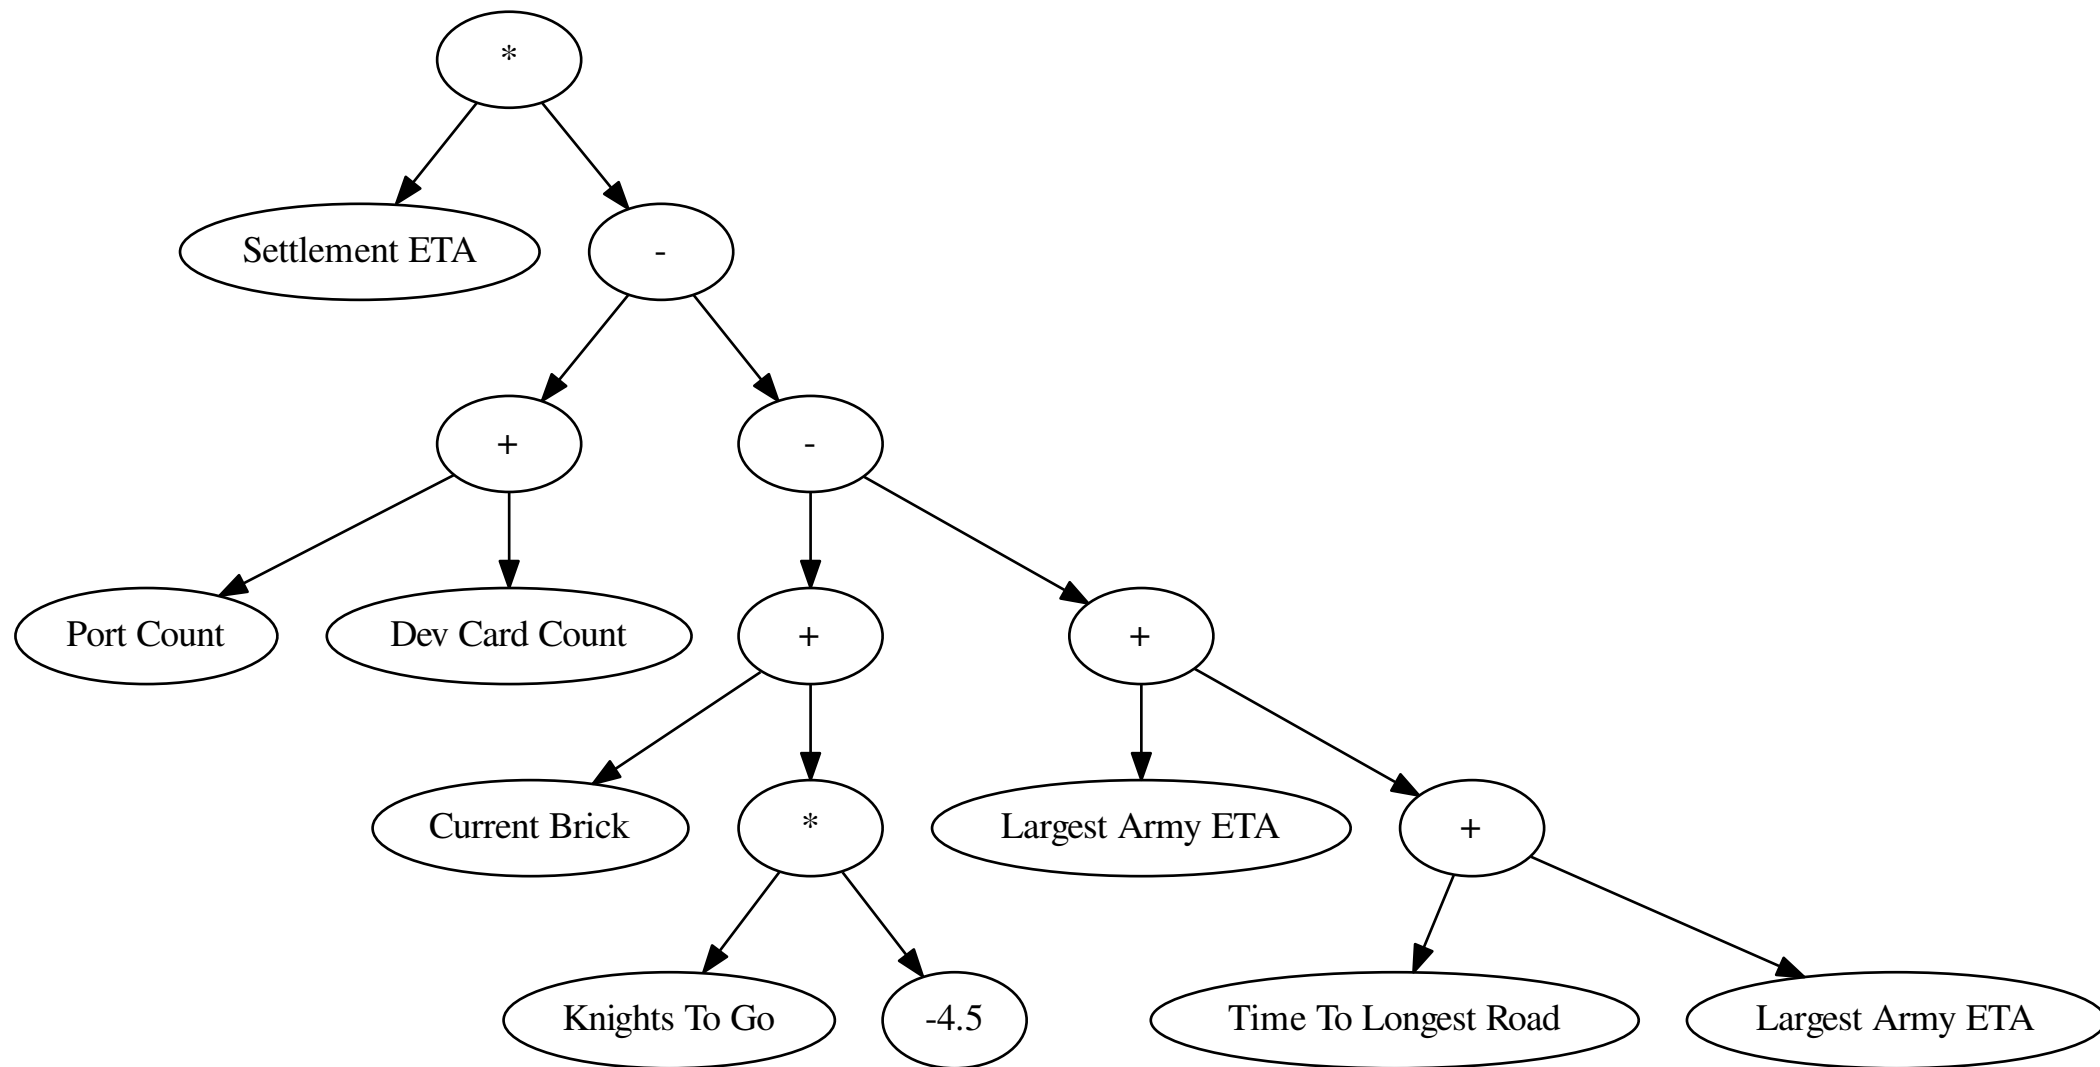 *
Settlement ETA
-
+
-
Port Count
Dev Card Count
+
+
Current Brick
*
Largest Army ETA
+
Knights To Go
-4.5
Time To Longest Road
Largest Army ETA